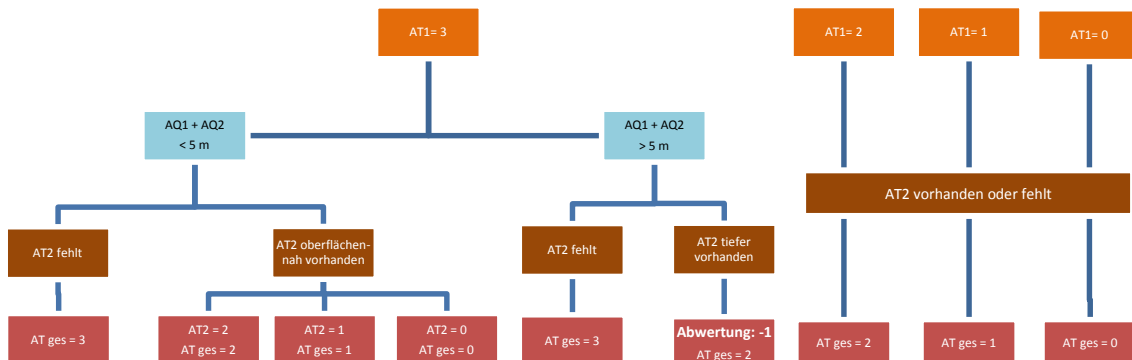 AT1= 3
AT1= 2
AT1= 1
AT1= 0
AQ1 + AQ2
< 5 m
AQ1 + AQ2
> 5 m
AT2 vorhanden oder fehlt
AT2 fehlt
AT2 oberflächen-
nah vorhanden
AT2 fehlt
AT2 tiefer
vorhanden
AT ges = 3
AT2 = 2
AT ges = 2
AT2 = 1
AT ges = 1
AT2 = 0
AT ges = 0
AT ges = 3
Abwertung: -1
AT ges = 2
AT ges = 2
AT ges = 1
AT ges = 0